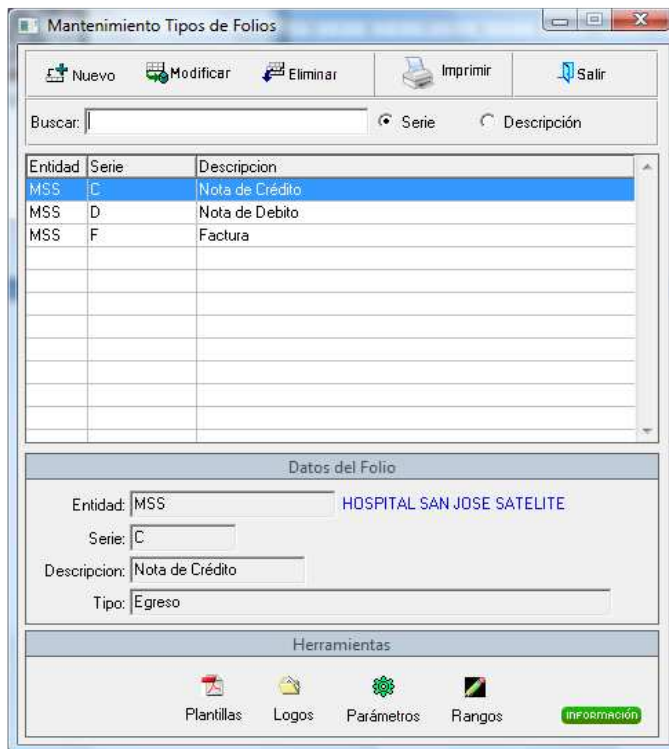 Mantenimiento Tipos de Folios
Nuevo Modificar Eliminar Imprimir Salir
Buscar: Serie Descripción
Entidad Serie Descripcion
MSS C Nota de Crédito
MSS D Nota de Debito
MSS F Factura
Datos del Folio
Entidad: MSS HOSPITAL SAN JOSE SATELITE
Serie: C
Descripcion: Nota de Crédito
Tipo: Egreso
Herramientas
Plantillas Logos Parámetros Rangos INFORMACIÓN